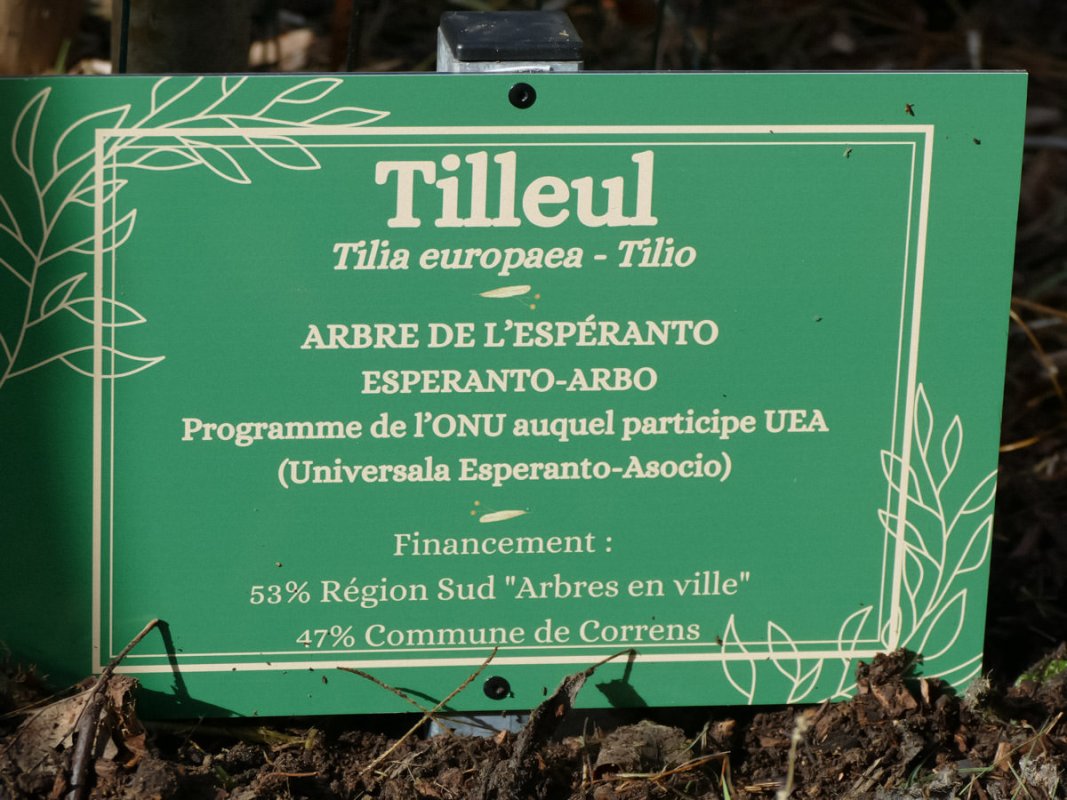 Tilleul
Tilia europaea - Tilio
ARBRE DE L'ESPÉRANTO
ESPERANTO-ARBO
Programme de l'ONU auquel participe UEA
(Universala Esperanto-Asocio)
Financement :
53% Région Sud "Arbres en ville"
47% Commune de Correns